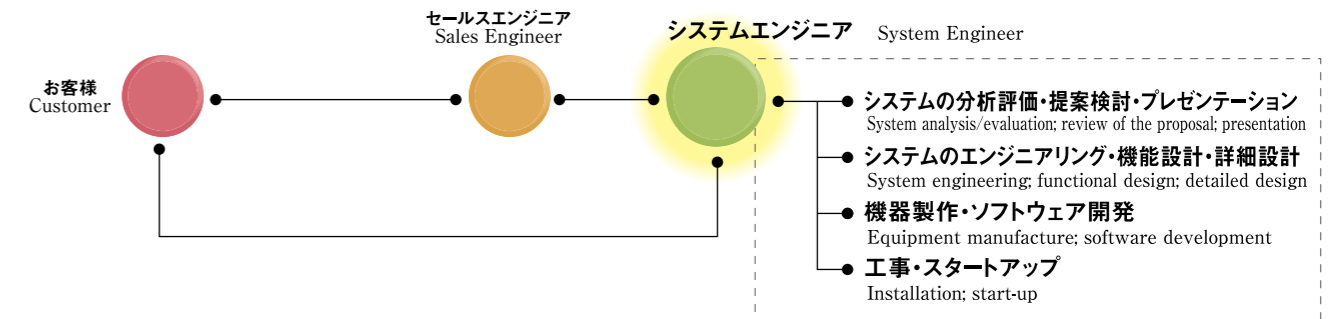 お客様
Customer
セールスエンジニア
Sales Engineer
システムエンジニア System Engineer
システムの分析評価・提案検討・プレゼンテーション
System analysis/evaluation; review of the proposal; presentation
システムのエンジニアリング・機能設計・詳細設計
System engineering; functional design; detailed design
機器製作・ソフトウェア開発
Equipment manufacture; software development
工事・スタートアップ
Installation; start-up